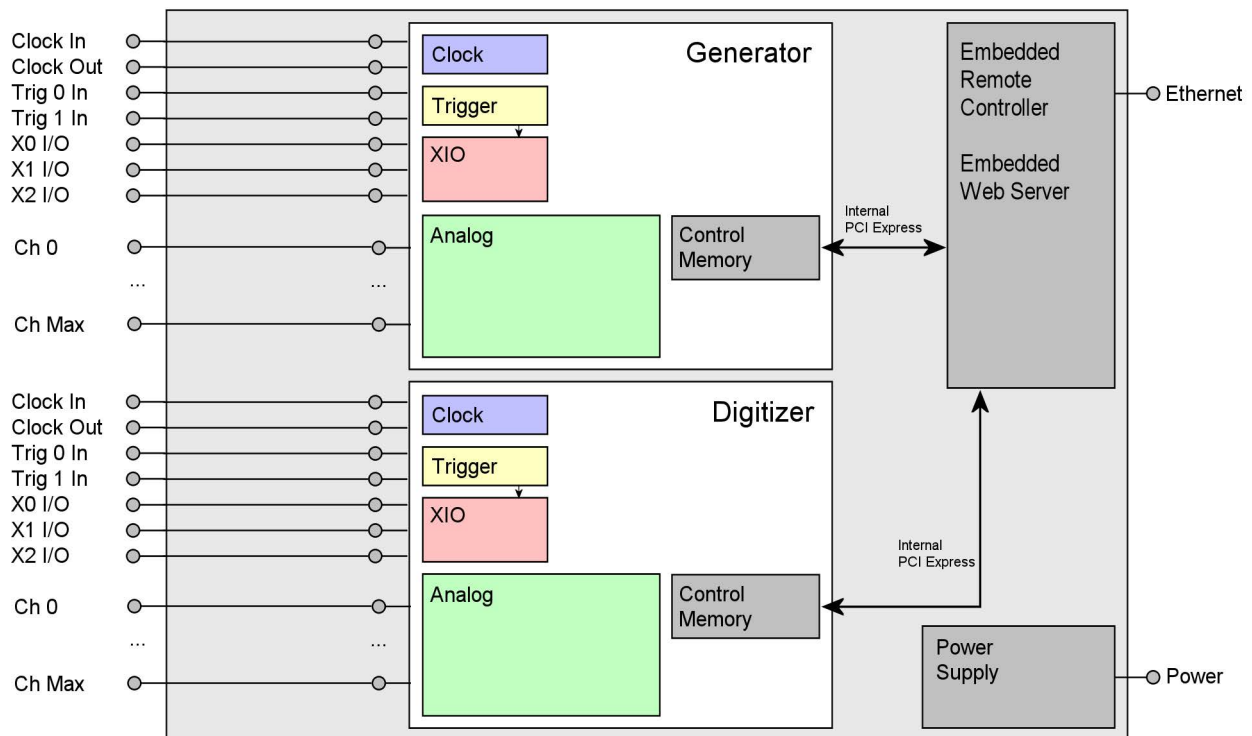 Clock In
Clock Out
Trig 0 In
Trig 1 In
X0 I/O
X1 I/O
X2 I/O
Ch 0
...
...
Ch Max
Clock
Trigger
XIO
Analog
Generator
Control
Memory
Internal
PCI Express
Embedded
Remote
Controller
Embedded
Web Server
Ethernet
Clock In
Clock Out
Trig 0 In
Trig 1 In
X0 I/O
X1 I/O
X2 I/O
Ch 0
...
...
Ch Max
Clock
Trigger
XIO
Analog
Digitizer
Control
Memory
Internal
PCI Express
Power
Supply
Power